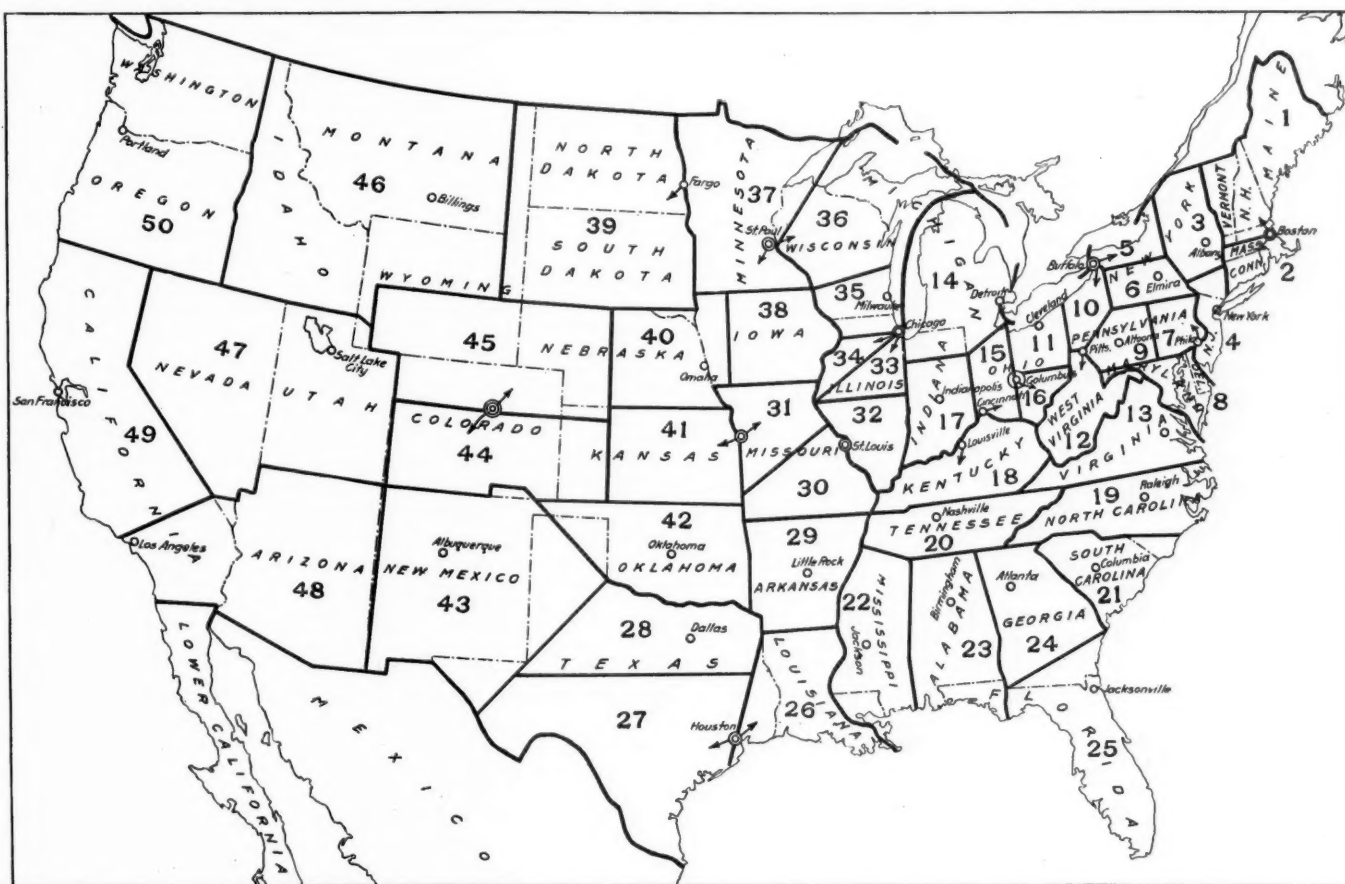 WASHINGTON
Portland
OREGON
50
IDAHO
MONTANA
46
Billings
WYOMING
NORTH
DAKOTA
Fargo
39
SOUTH
DAKOTA
MINNESOTA
37
St. Paul
36
WISCONSIN
MICHIGAN
14
Detroit
35
Milwaukee
Chicago
34
33
ILLINOIS
32
38
IOWA
40
NEBRASKA
Omaha
45
47
NEVADA
UTAH
Salt Lake
City
CALIFORNIA
San Francisco
49
Los Angeles
COLORADO
44
41
KANSAS
31
MISSOURI
St. Louis
30
ARIZONA
48
Albuquerque
NEW MEXICO
43
42
Oklahoma
OKLAHOMA
29
Little Rock
ARKANSAS
28
Dallas
TEXAS
27
Houston
LOUISIANA
26
22
MISSISSIPPI
Jackson
Birmingham
ALABAMA
23
Atlanta
GEORGIA
24
SOUTH
Columbia
CAROLINA
21
FLORIDA
Jacksonville
25
19
Raleigh
NORTH CAROLINA
Nashville
TENNESSEE
20
KENTUCKY
18
Louisville
INDIANA
Indianapolis
17
Cincinnati
15
OHIO
Cleveland
11
Columbus
16
WEST
VIRGINIA
12
13
VIRGINIA
MARYLAND
DEL.
8
N.J.
10
PENNSYLVANIA
Pitts.
Altoona
9
7
Phila.
4
New York
Buffalo
5
NEW YORK
6
Elmira
3
Albany
VERMONT
N.H.
MAINE
1
Boston
MASS.
CONN.
2
LOWER CALIFORNIA
MEXICO